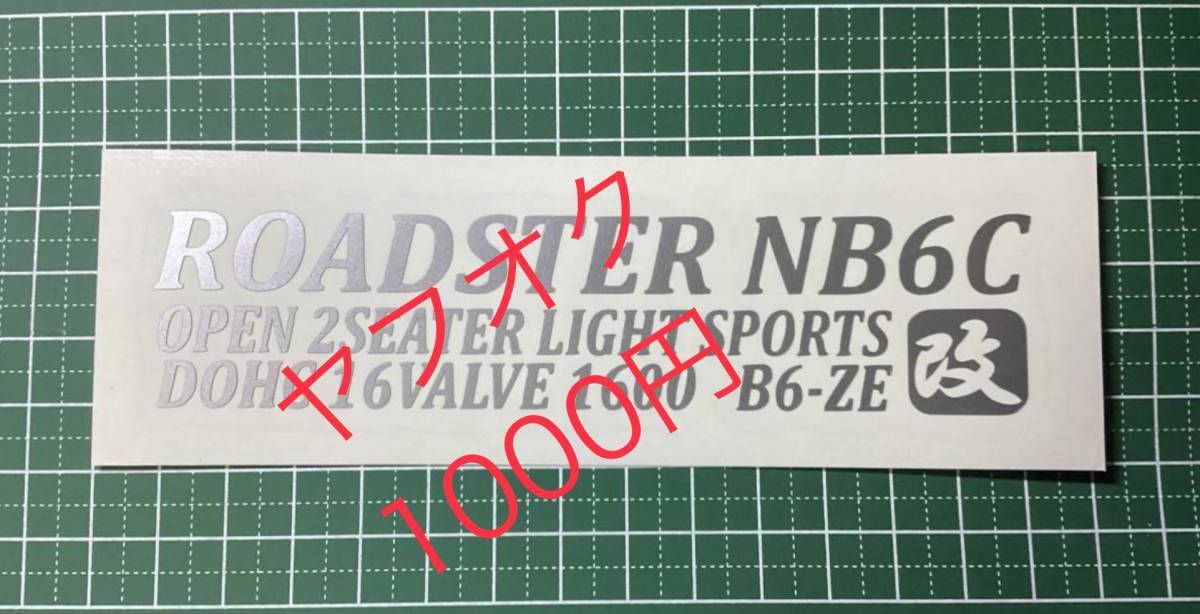 ROADSTER NB6C
OPEN 2SEATER LIGHT SPORTS
DOHC 16VALVE 1600 B6-ZE
改
ヤフオク
1000円